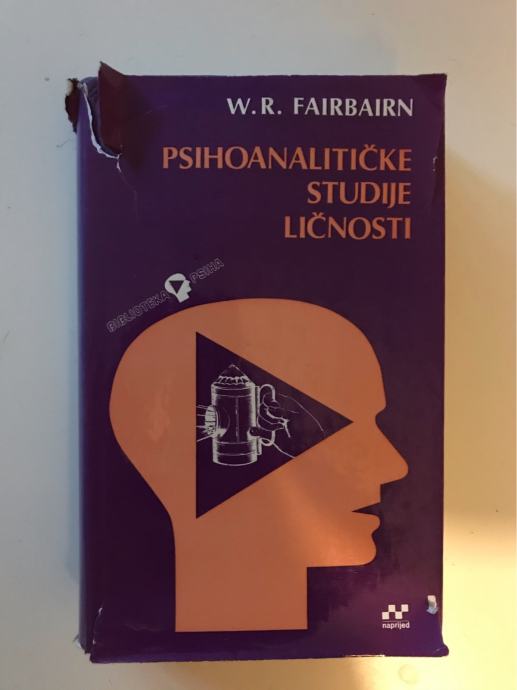 W. R. FAIRBAIRN
PSIHOANALITIČKE
STUDIJE
LIČNOSTI
BIBLIOTEKA PSIHA
naprijed